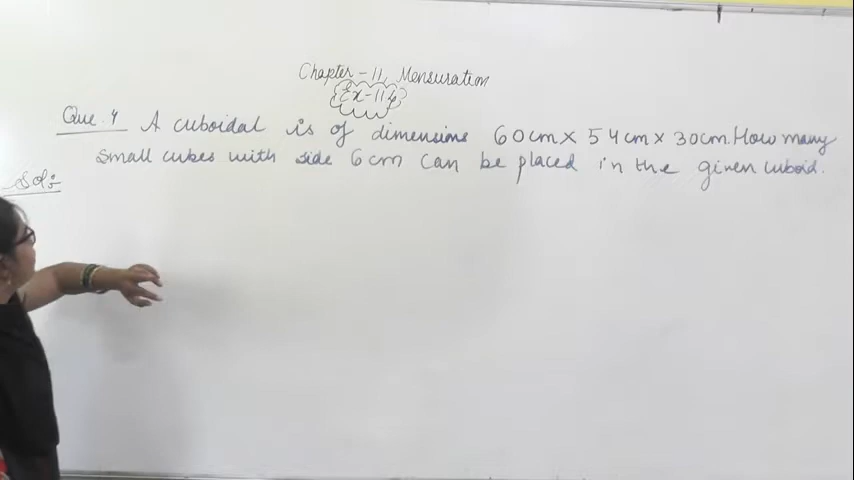 Chapter - 11, Mensuration
Ex - 11.4
Que. 4 A cuboidal is of dimensions 60cm × 54cm × 30cm. How many
small cubes with side 6cm can be placed in the given cuboid.
Sol:-